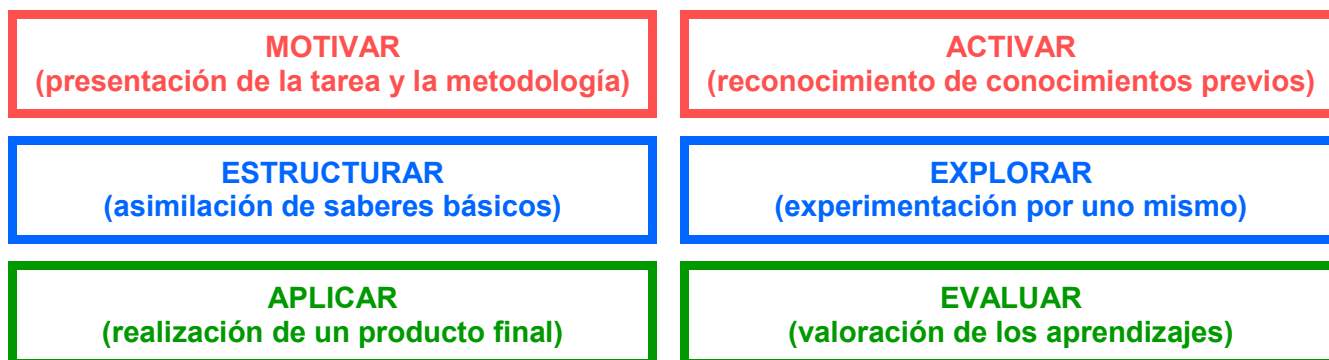 MOTIVAR
(presentación de la tarea y la metodología)
ACTIVAR
(reconocimiento de conocimientos previos)
ESTRUCTURAR
(asimilación de saberes básicos)
EXPLORAR
(experimentación por uno mismo)
APLICAR
(realización de un producto final)
EVALUAR
(valoración de los aprendizajes)